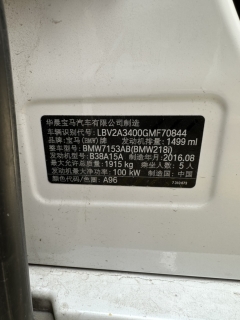 华晨宝马汽车有限公司制造
车辆识别代号: LBV2A3400GMF70844
品牌: 宝马(BMW)牌 发动机排量: 1499 ml
整车型号: BMW7153AB(BMW218i)
发动机型号: B38A15A 制造年月: 2016.08
最大允许总质量: 1915 kg 乘坐人数: 5 人
发动机最大净功率: 100 kW 制造国: 中国
颜色代码/色番: A96